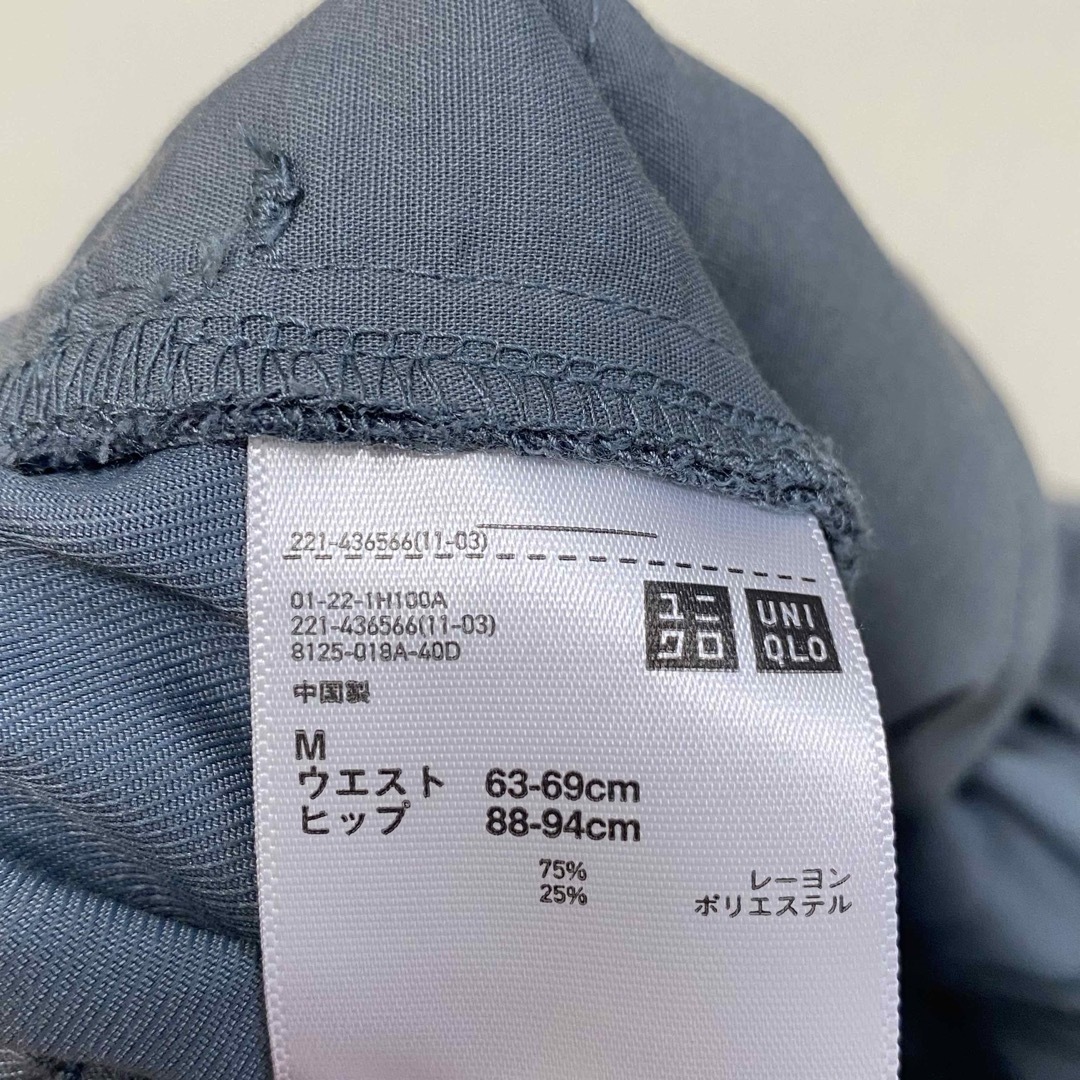 221-436566(11-03)
01-22-1H100A
221-436566(11-03)
8125-018A-40D
ユニ
クロ
UNI
QLO
中国製
M
ウエスト 63-69cm
ヒップ 88-94cm
75% レーヨン
25% ポリエステル